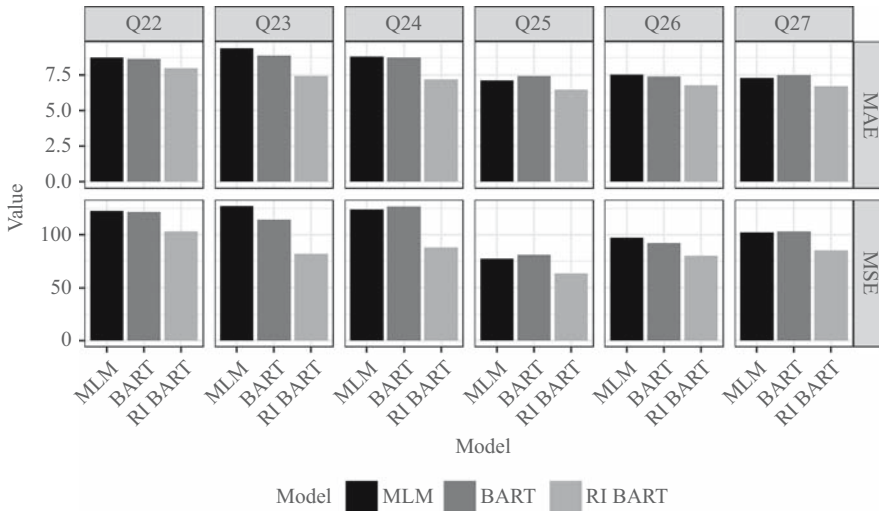 Q22 Q23 Q24 Q25 Q26 Q27
7.5
5.0
2.5
0.0
MAE
Value
100
50
0
MSE
MLM BART RI BART MLM BART RI BART MLM BART RI BART MLM BART RI BART MLM BART RI BART MLM BART RI BART
Model
Model MLM BART RI BART